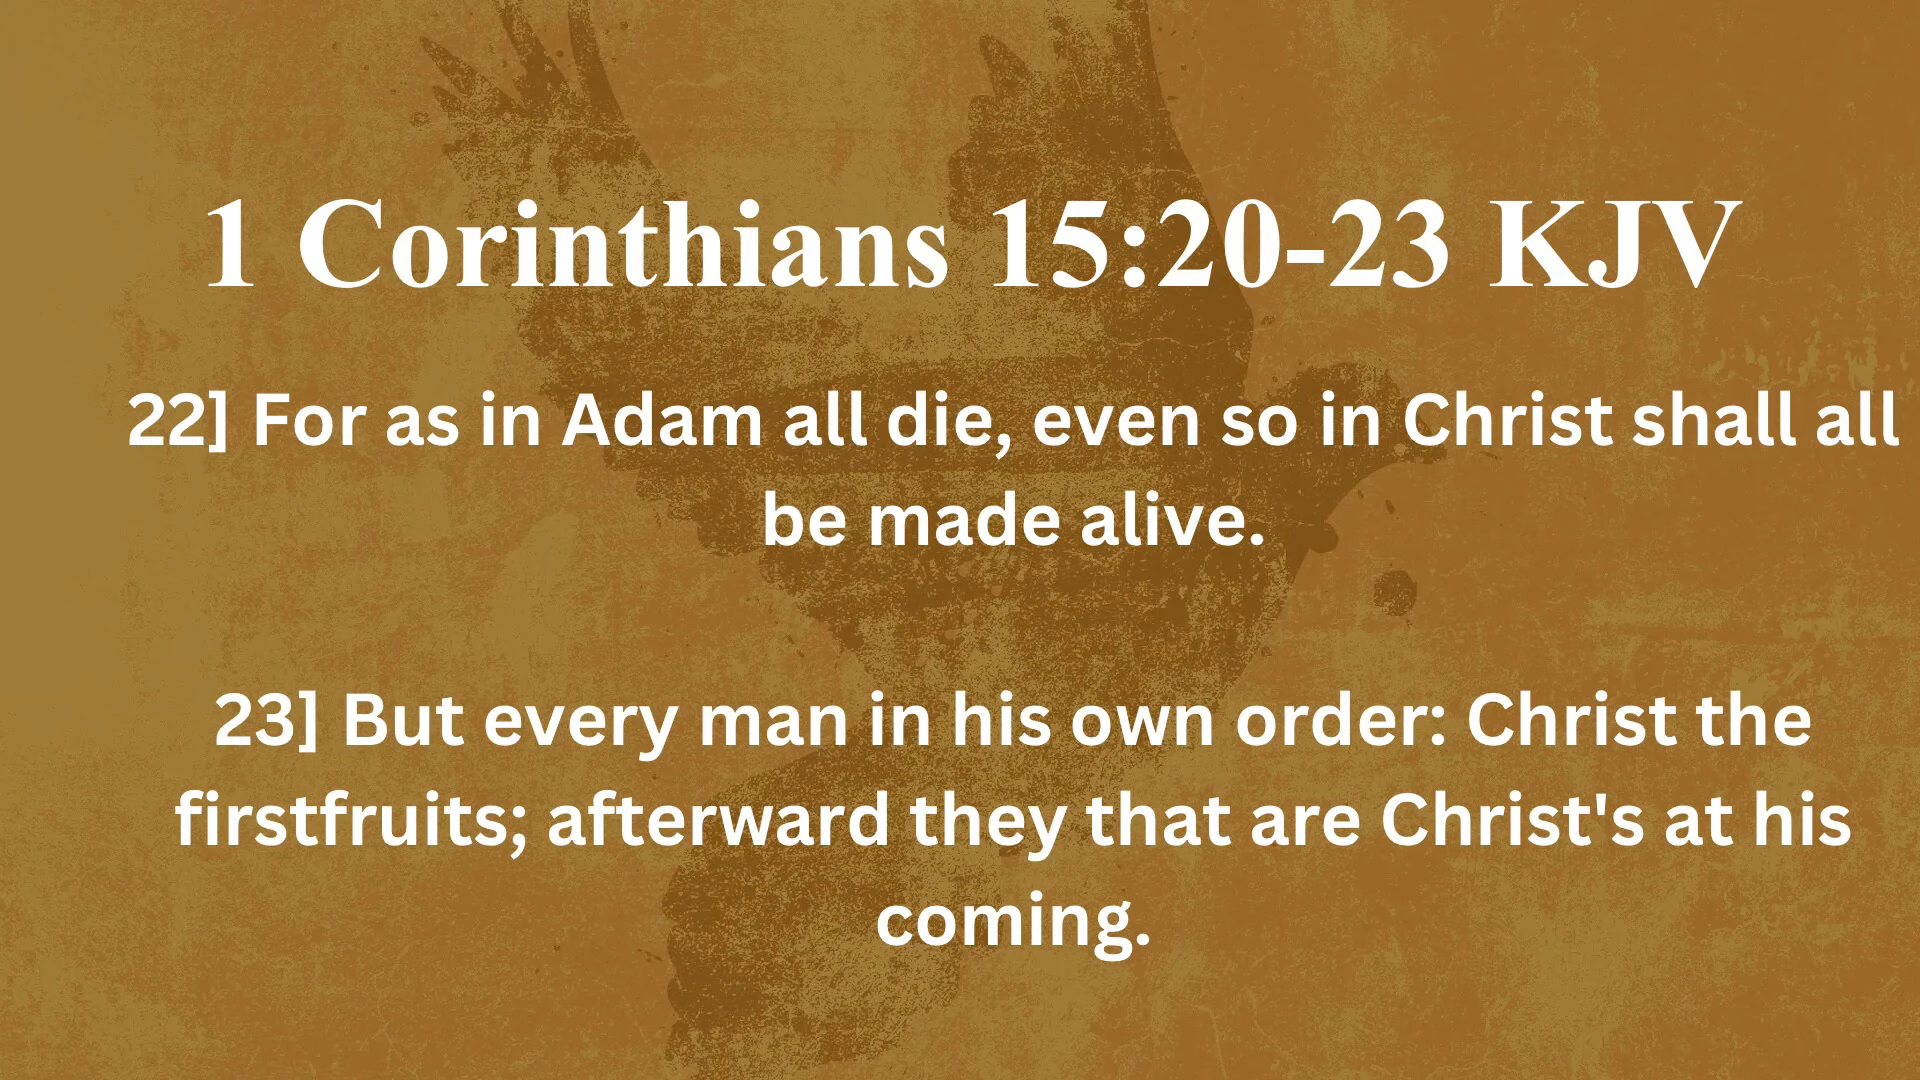 1 Corinthians 15:20-23 KJV
22] For as in Adam all die, even so in Christ shall all
be made alive.
23] But every man in his own order: Christ the
firstfruits; afterward they that are Christ's at his
coming.